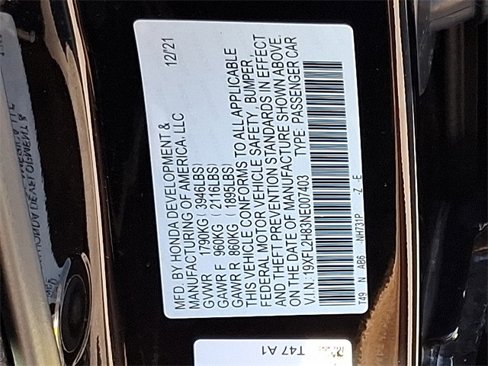 MFD. BY HONDA DEVELOPMENT & 12/21
MANUFACTURING OF AMERICA, LLC
GVWR 1790KG (3946LBS)
GAWR F 960KG (2116LBS)
GAWR R 860KG (1895LBS)
THIS VEHICLE CONFORMS TO ALL APPLICABLE
FEDERAL MOTOR VEHICLE SAFETY, BUMPER,
AND THEFT PREVENTION STANDARDS IN EFFECT
ON THE DATE OF MANUFACTURE SHOWN ABOVE.
V.I.N. 19XFL2H83NE007403 TYPE: PASSENGER CAR
T49 N AB6 NH731P Z E
T47 A1